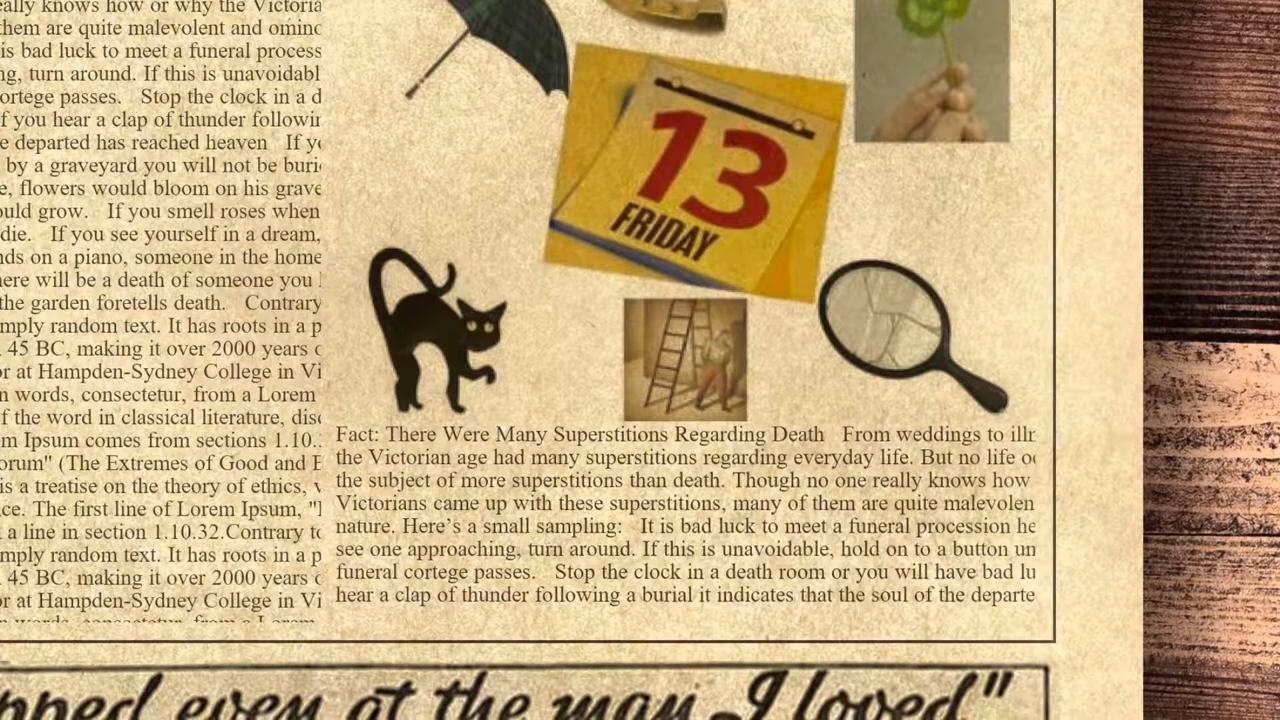 eally knows how or why the Victoria
them are quite malevolent and omino
is bad luck to meet a funeral process
ng, turn around. If this is unavoidabl
ortege passes. Stop the clock in a d
f you hear a clap of thunder followin
e departed has reached heaven If yo
by a graveyard you will not be buri
e, flowers would bloom on his grave
ould grow. If you smell roses when
die. If you see yourself in a dream,
nds on a piano, someone in the home
here will be a death of someone you
the garden foretells death. Contrary
mply random text. It has roots in a p
45 BC, making it over 2000 years
or at Hampden-Sydney College in Vi
n words, consectetur, from a Lorem
f the word in classical literature, disc
m Ipsum comes from sections 1.10.
orum" (The Extremes of Good and E
is a treatise on the theory of ethics, v
ce. The first line of Lorem Ipsum, "l
a line in section 1.10.32.Contrary to
mply random text. It has roots in a p
45 BC, making it over 2000 years
or at Hampden-Sydney College in Vi
n words, consectetur, from a Lorem
13
FRIDAY
Fact: There Were Many Superstitions Regarding Death From weddings to illn
the Victorian age had many superstitions regarding everyday life. But no life
the subject of more superstitions than death. Though no one really knows how
Victorians came up with these superstitions, many of them are quite malevolen
nature. Here's a small sampling: It is bad luck to meet a funeral procession he
see one approaching, turn around. If this is unavoidable, hold on to a button un
funeral cortege passes. Stop the clock in a death room or you will have bad lu
hear a clap of thunder following a burial it indicates that the soul of the departe
pped even at the man I loved"